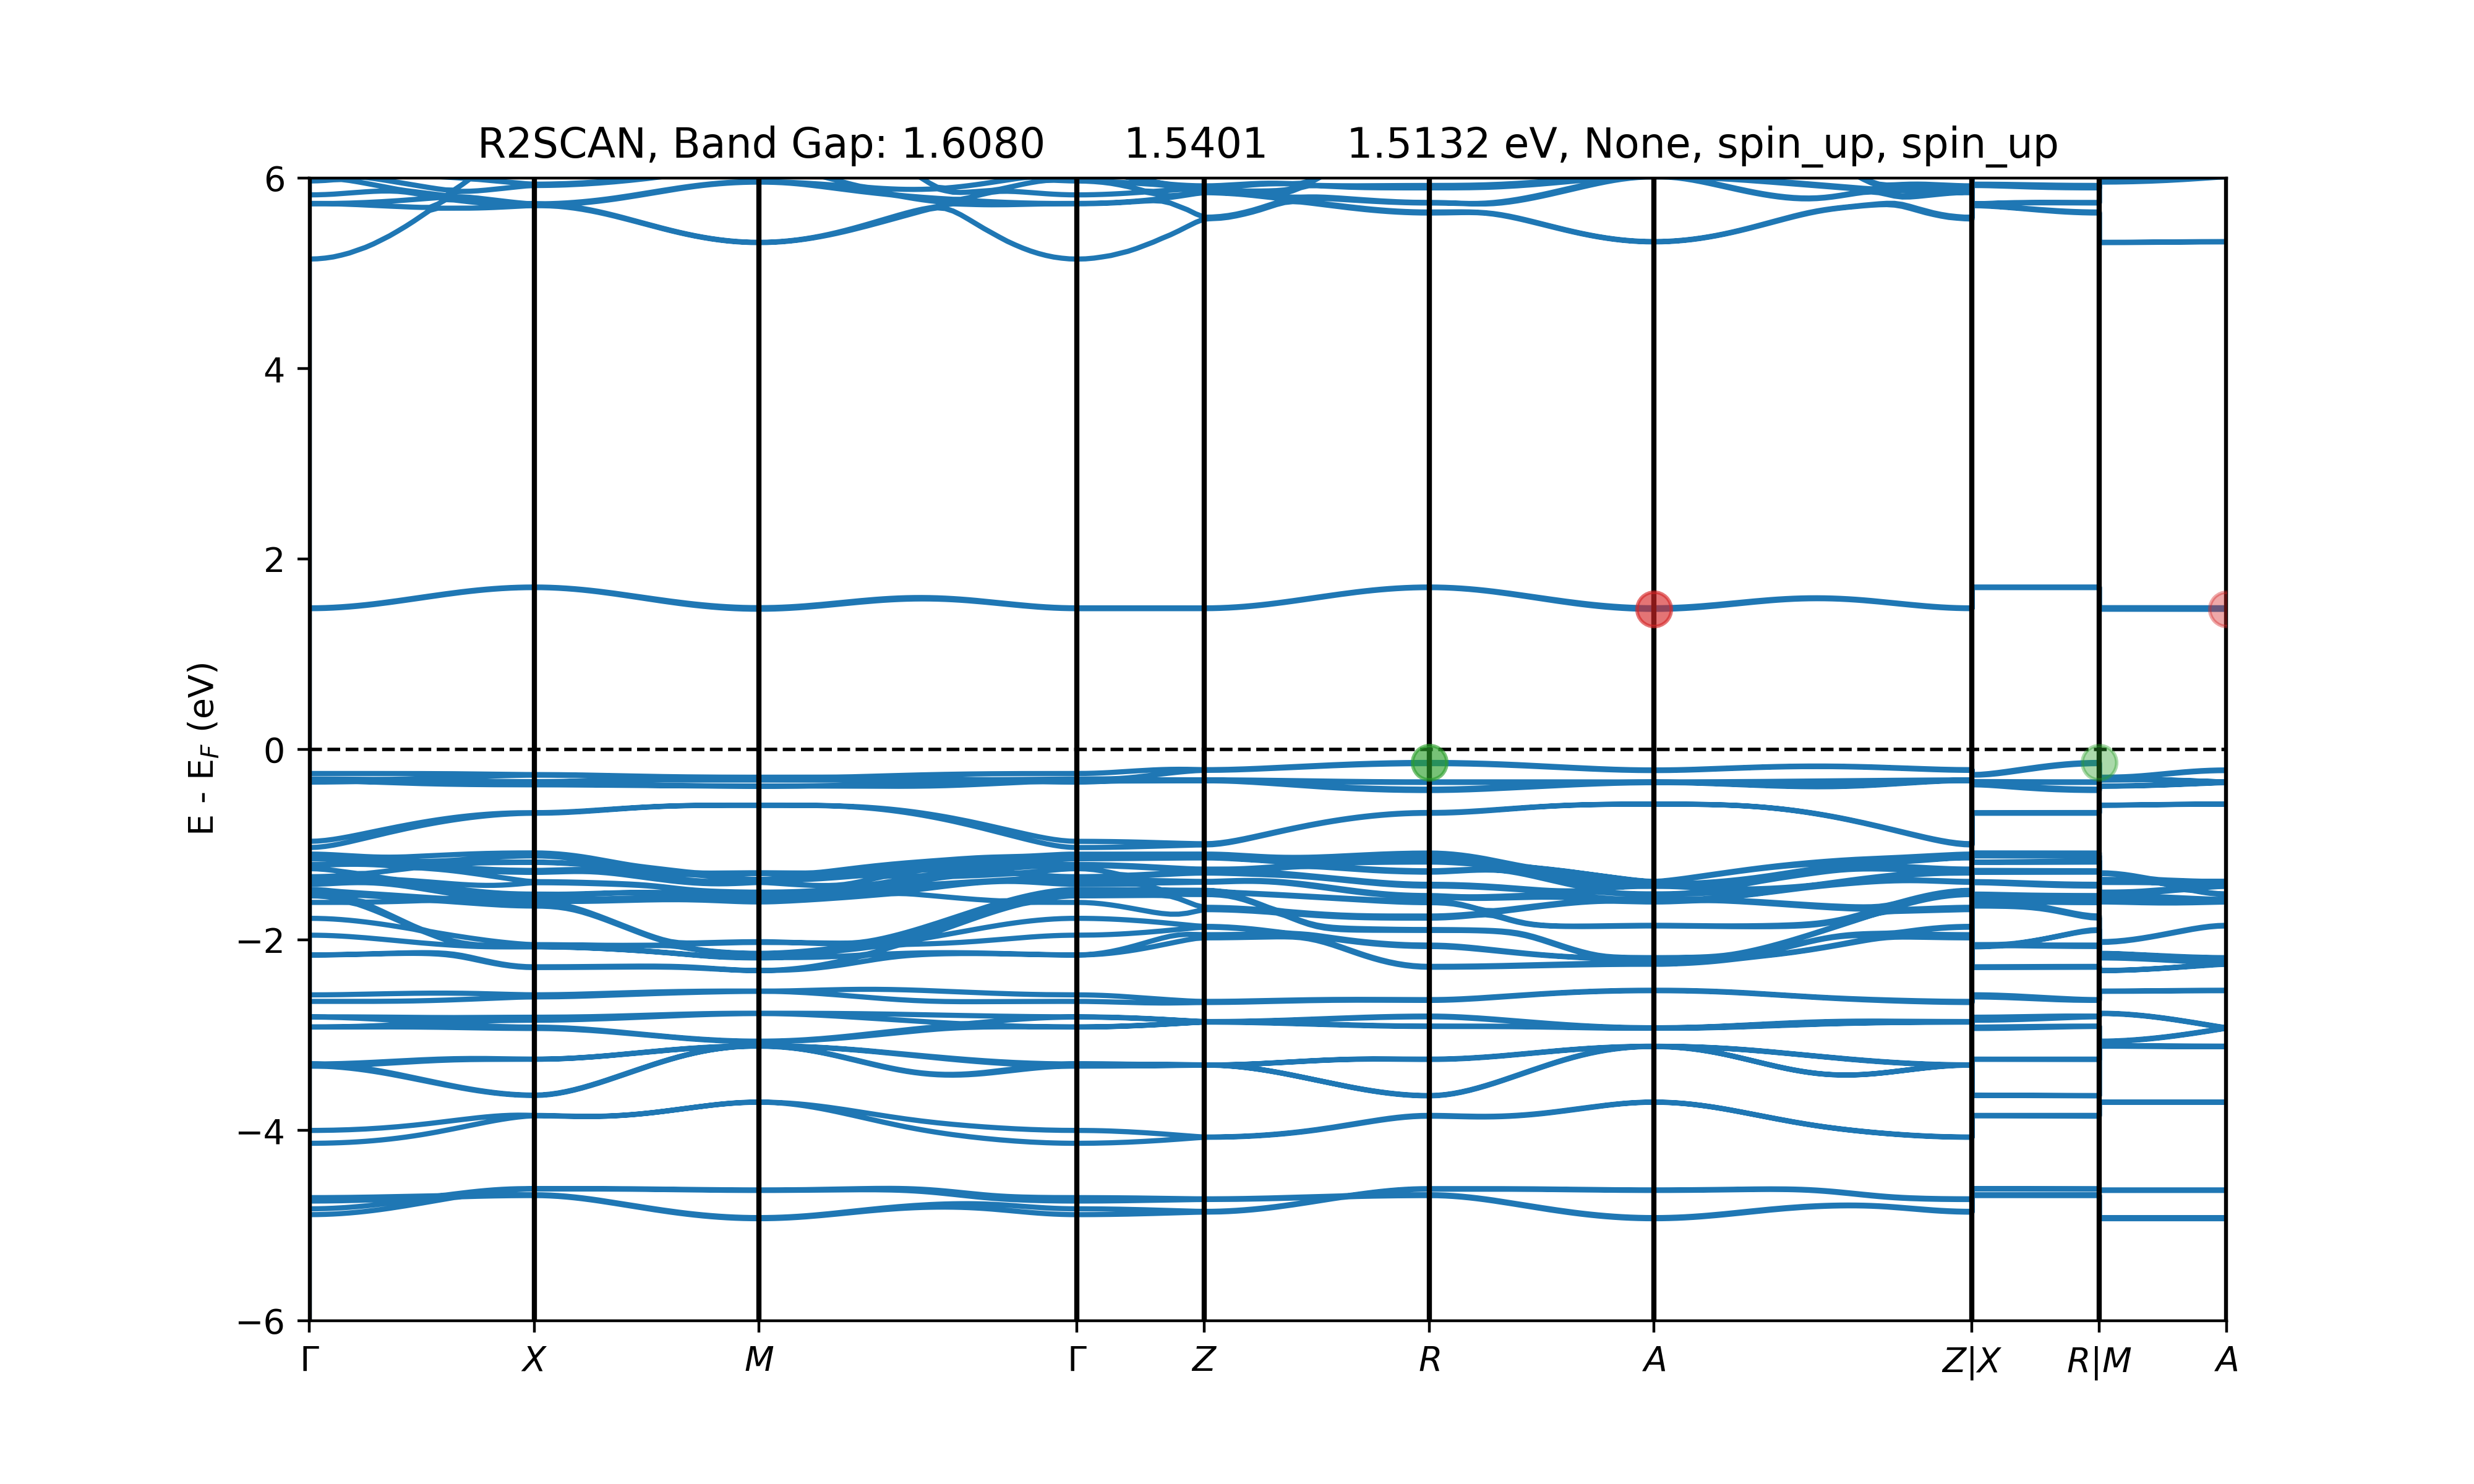 R2SCAN, Band Gap: 1.6080 1.5401 1.5132 eV, None, spin_up, spin_up
6
4
2
0
−2
−4
−6
E - E_F (eV)
Γ X M Γ Z R A Z|X R|M A